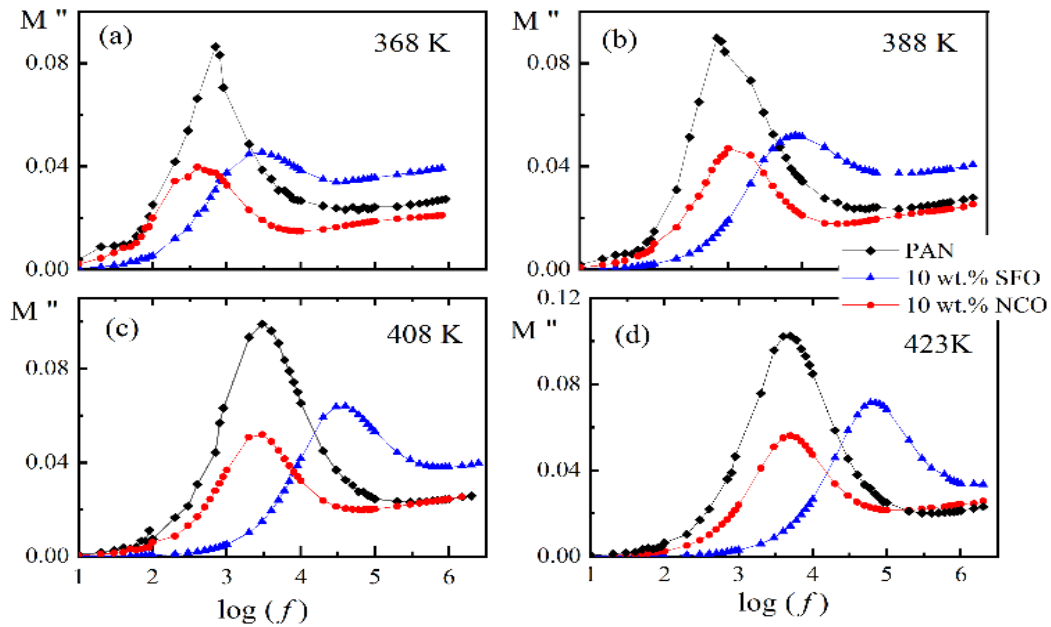 M "
(a)
368 K
0.08
0.04
0.00
M "
(b)
388 K
0.08
0.04
0.00
PAN
10 wt.% SFO
10 wt.% NCO
M "
(c)
408 K
0.08
0.04
0.00
1 2 3 4 5 6
log (f)
0.12
M "
(d)
423K
0.08
0.04
0.00
1 2 3 4 5 6
log (f)